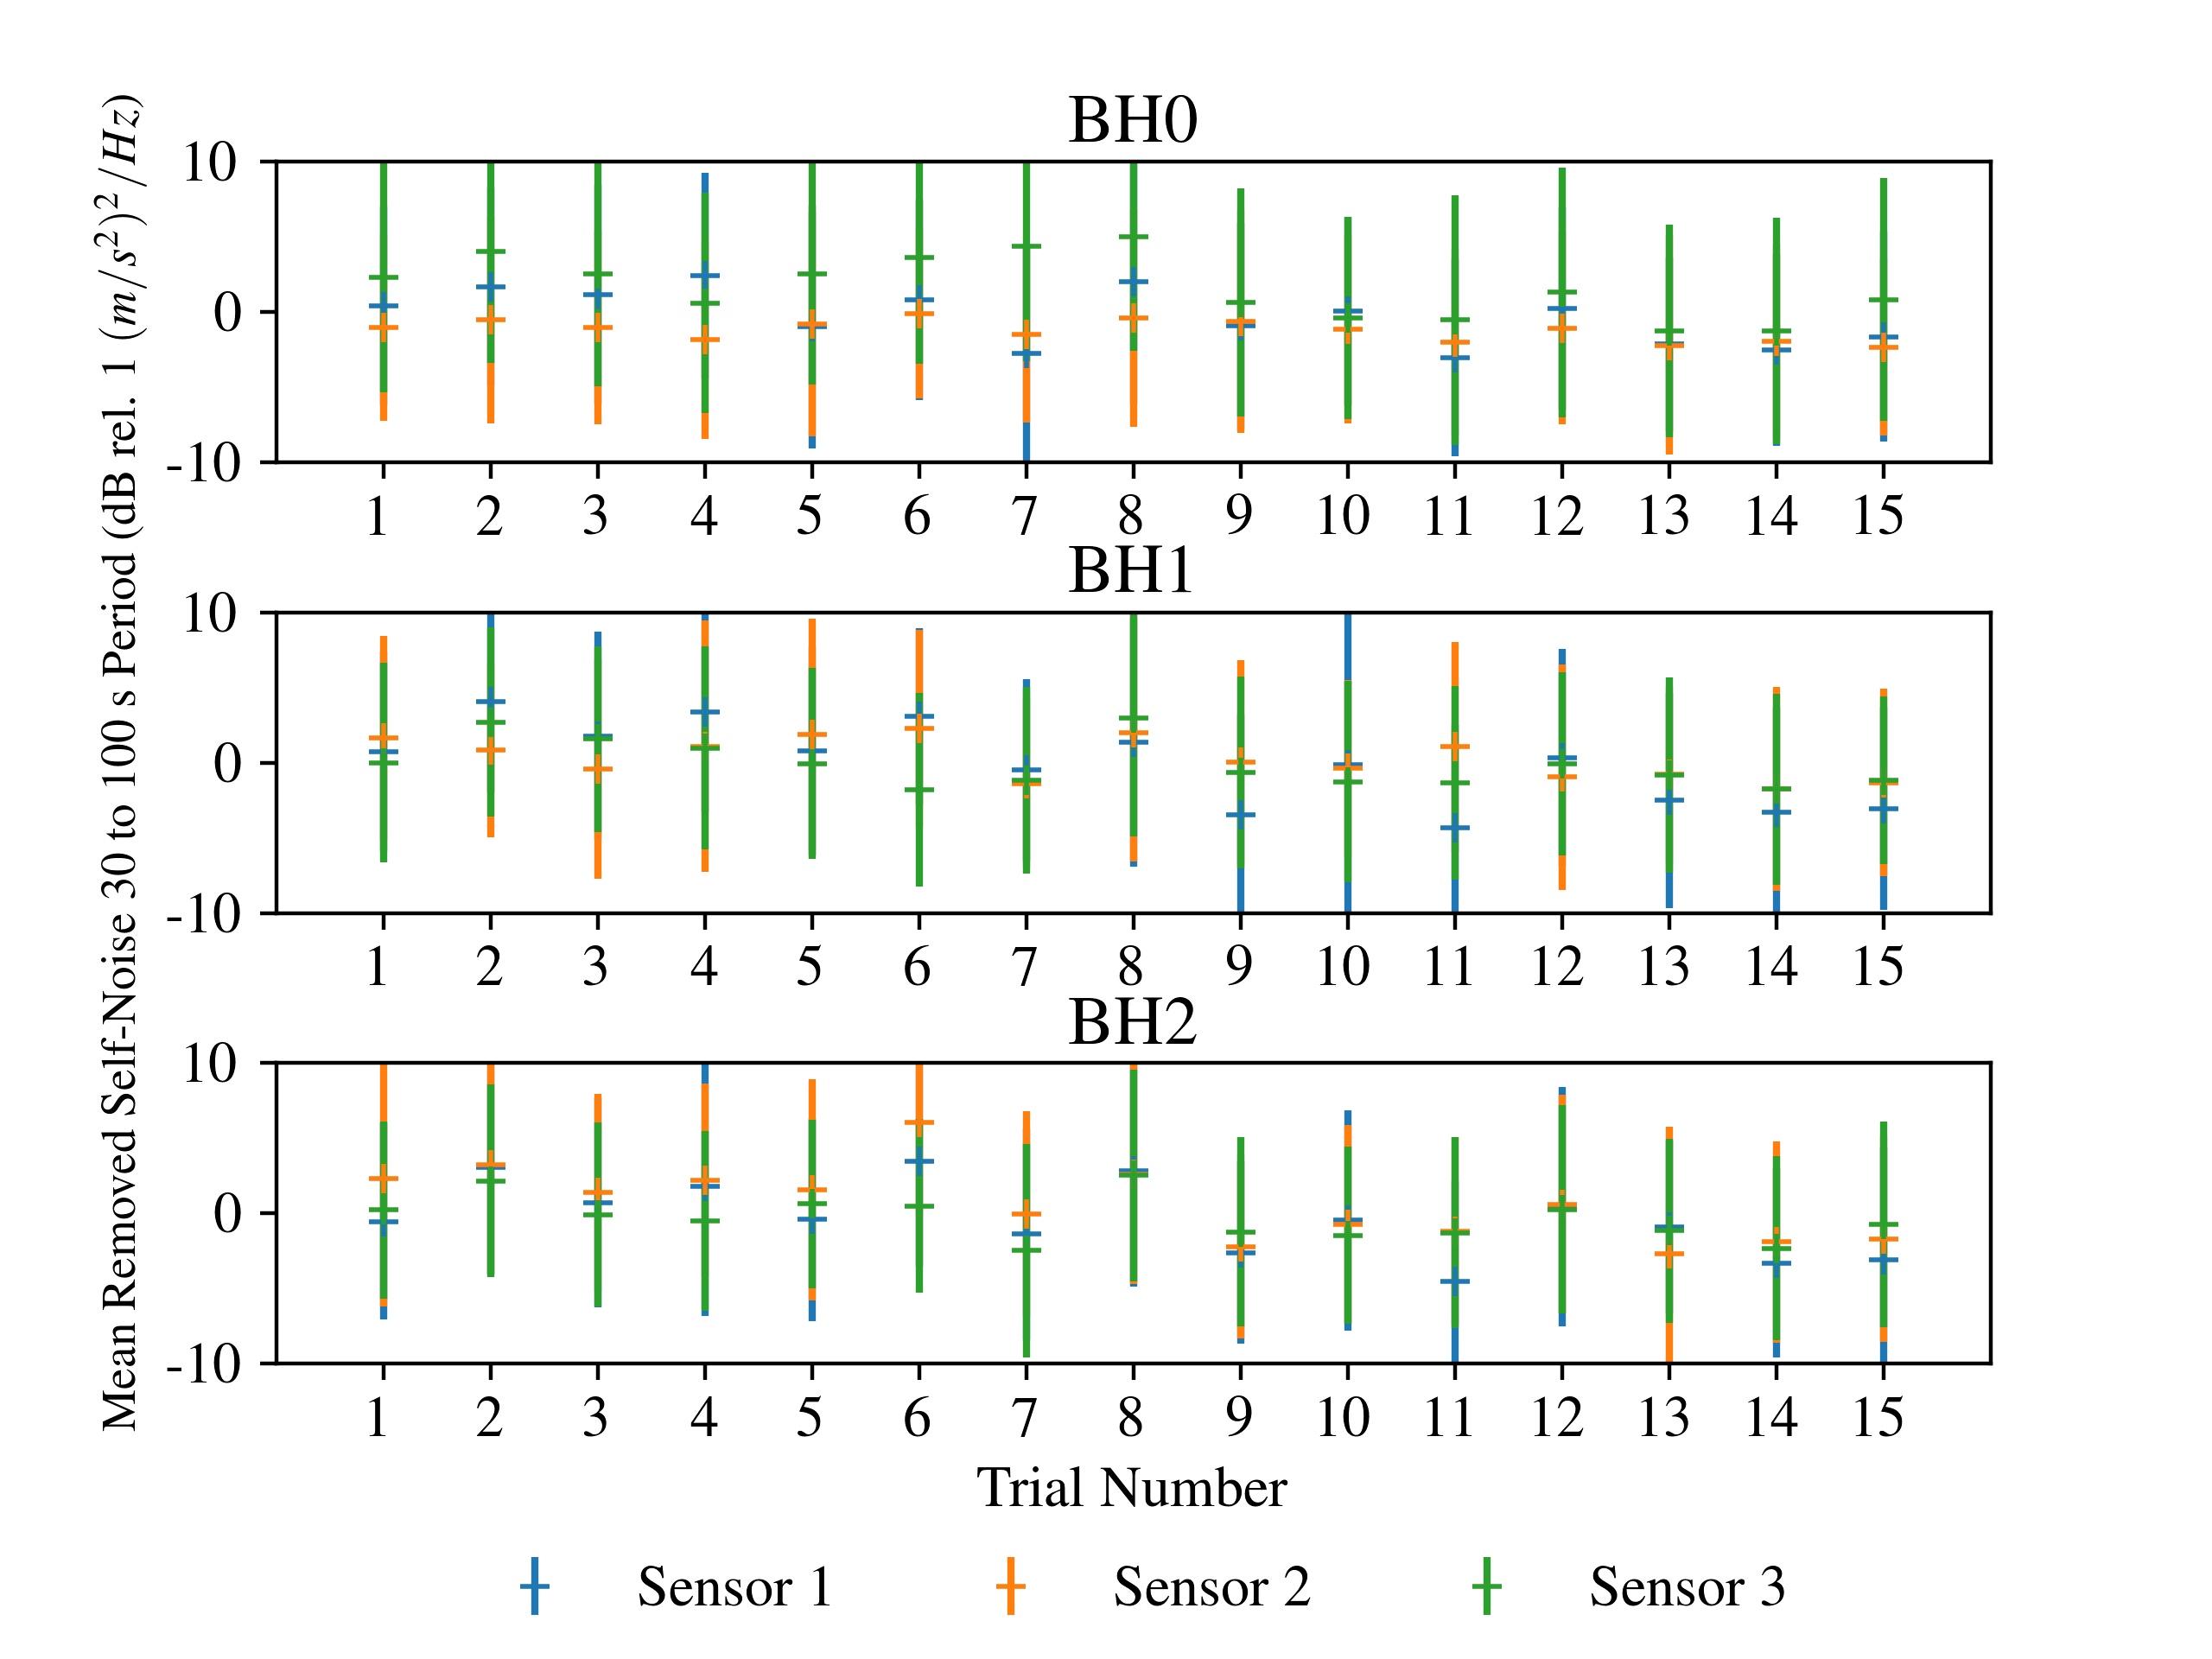 Mean Removed Self-Noise 30 to 100 s Period (dB rel. 1 (m/s²)²/Hz)
BH0
10
0
-10
1 2 3 4 5 6 7 8 9 10 11 12 13 14 15
BH1
10
0
-10
1 2 3 4 5 6 7 8 9 10 11 12 13 14 15
BH2
10
0
-10
1 2 3 4 5 6 7 8 9 10 11 12 13 14 15
Trial Number
Sensor 1 Sensor 2 Sensor 3